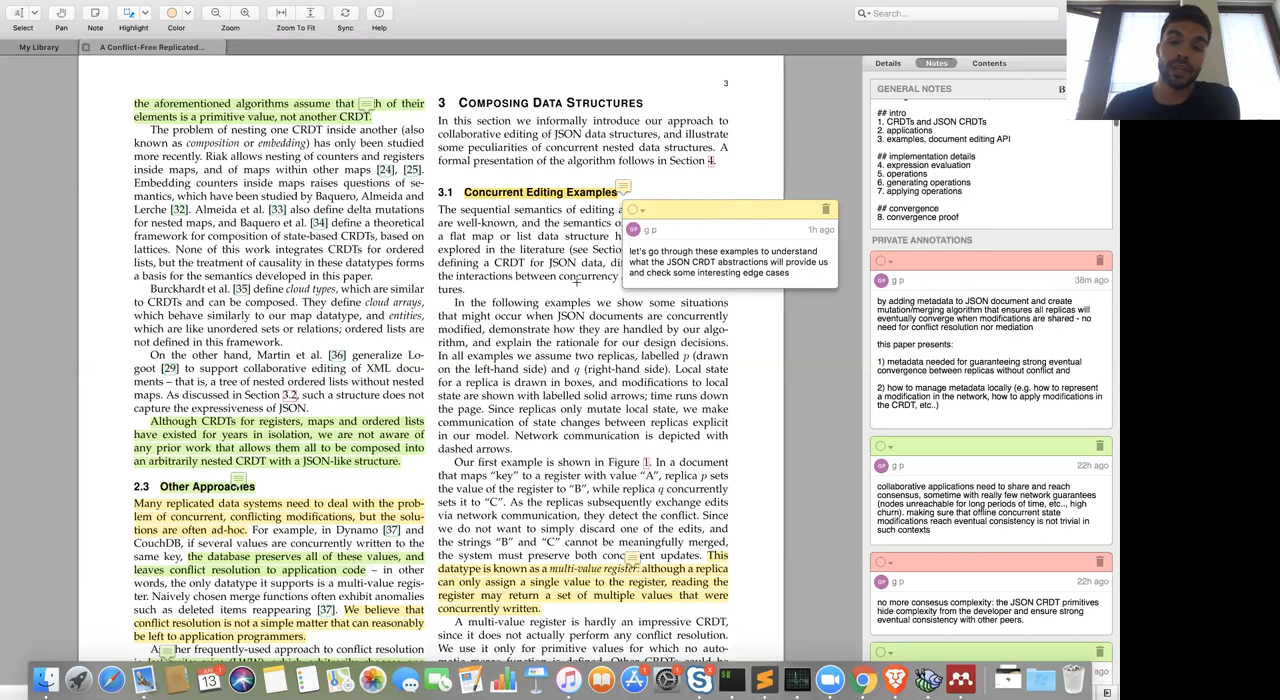 Select
Pan
Note
Highlight
Color
Zoom
Zoom To Fit
Sync
Help
Search...
My Library
A Conflict-Free Replicated...
the aforementioned algorithms assume that each of their
elements is a primitive value, not another CRDT.
The problem of nesting one CRDT inside another (also
known as composition or embedding) has only been studied
more recently. Riak allows nesting of counters and registers
inside maps, and of maps within other maps [24], [25].
Embedding counters inside maps raises questions of se-
mantics, which have been studied by Baquero, Almeida and
Lerche [32]. Almeida et al. [33] also define delta mutations
for nested maps, and Baquero et al. [34] define a theoretical
framework for composition of state-based CRDTs, based on
lattices. None of this work integrates CRDTs for ordered
lists, but the treatment of causality in these datatypes forms
a basis for the semantics developed in this paper.
Burckhardt et al. [35] define cloud types, which are similar
to CRDTs and can be composed. They define cloud arrays,
which behave similarly to our map datatype, and entities,
which are like unordered sets or relations; ordered lists are
not defined in this framework.
On the other hand, Martin et al. [36] generalize Lo-
goot [29] to support collaborative editing of XML docu-
ments – that is, a tree of nested ordered lists without nested
maps. As discussed in Section 3.2, such a structure does not
capture the expressiveness of JSON.
Although CRDTs for registers, maps and ordered lists
have existed for years in isolation, we are not aware of
any prior work that allows them all to be composed into
an arbitrarily nested CRDT with a JSON-like structure.
2.3 Other Approaches
Many replicated data systems need to deal with the prob-
lem of concurrent, conflicting modifications, but the solu-
tions are often ad-hoc. For example, in Dynamo [37] and
CouchDB, if several values are concurrently written to the
same key, the database preserves all of these values, and
leaves conflict resolution to application code – in other
words, the only datatype it supports is a multi-value regis-
ter. Naively chosen merge functions often exhibit anomalies
such as deleted items reappearing [37]. We believe that
conflict resolution is not a simple matter that can reasonably
be left to application programmers.
Another frequently-used approach to conflict resolution
3
3 COMPOSING DATA STRUCTURES
In this section we informally introduce our approach to
collaborative editing of JSON data structures, and illustrate
some peculiarities of concurrent nested data structures. A
formal presentation of the algorithm follows in Section 4.
3.1 Concurrent Editing Examples
The sequential semantics of editing a
are well-known, and the semantics o
a flat map or list data structure h
explored in the literature (see Section
defining a CRDT for JSON data, di
the interactions between concurrency
tures.
In the following examples we show some situations
that might occur when JSON documents are concurrently
modified, demonstrate how they are handled by our algo-
rithm, and explain the rationale for our design decisions.
In all examples we assume two replicas, labelled p (drawn
on the left-hand side) and q (right-hand side). Local state
for a replica is drawn in boxes, and modifications to local
state are shown with labelled solid arrows; time runs down
the page. Since replicas only mutate local state, we make
communication of state changes between replicas explicit
in our model. Network communication is depicted with
dashed arrows.
Our first example is shown in Figure 1. In a document
that maps “key” to a register with value “A”, replica p sets
the value of the register to “B”, while replica q concurrently
sets it to “C”. As the replicas subsequently exchange edits
via network communication, they detect the conflict. Since
we do not want to simply discard one of the edits, and
the strings “B” and “C” cannot be meaningfully merged,
the system must preserve both concurrent updates. This
datatype is known as a multi-value register: although a replica
can only assign a single value to the register, reading the
register may return a set of multiple values that were
concurrently written.
A multi-value register is hardly an impressive CRDT,
since it does not actually perform any conflict resolution.
We use it only for primitive values for which no auto-
GP g p 1h ago
let's go through these examples to understand
what the JSON CRDT abstractions will provide us
and check some interesting edge cases
Details
Notes
Contents
GENERAL NOTES
B
## intro
1. CRDTs and JSON CRDTs
2. applications
3. examples, document editing API
## implementation details
4. expression evaluation
5. operations
6. generating operations
7. applying operations
## convergence
8. convergence proof
PRIVATE ANNOTATIONS
GP g p 38m ago
by adding metadata to JSON document and create
mutation/merging algorithm that ensures all replicas will
eventually converge when modifications are shared - no
need for conflict resolution nor mediation
this paper presents:
1) metadata needed for guaranteeing strong eventual
convergence between replicas without conflict and
2) how to manage metadata locally (e.g. how to represent
a modification in the network, how to apply modifications in
the CRDT, etc..)
GP g p 22h ago
collaborative applications need to share and reach
consensus, sometime with really few network guarantees
(nodes unreachable for long periods of time, etc.., high
churn). making sure that offline concurrent state
modifications reach eventual consistency is not trivial in
such contexts
GP g p 22h ago
no more consesus complexity: the JSON CRDT primitives
hide complexity from the developer and ensure strong
eventual consistency with other peers.
ago
13